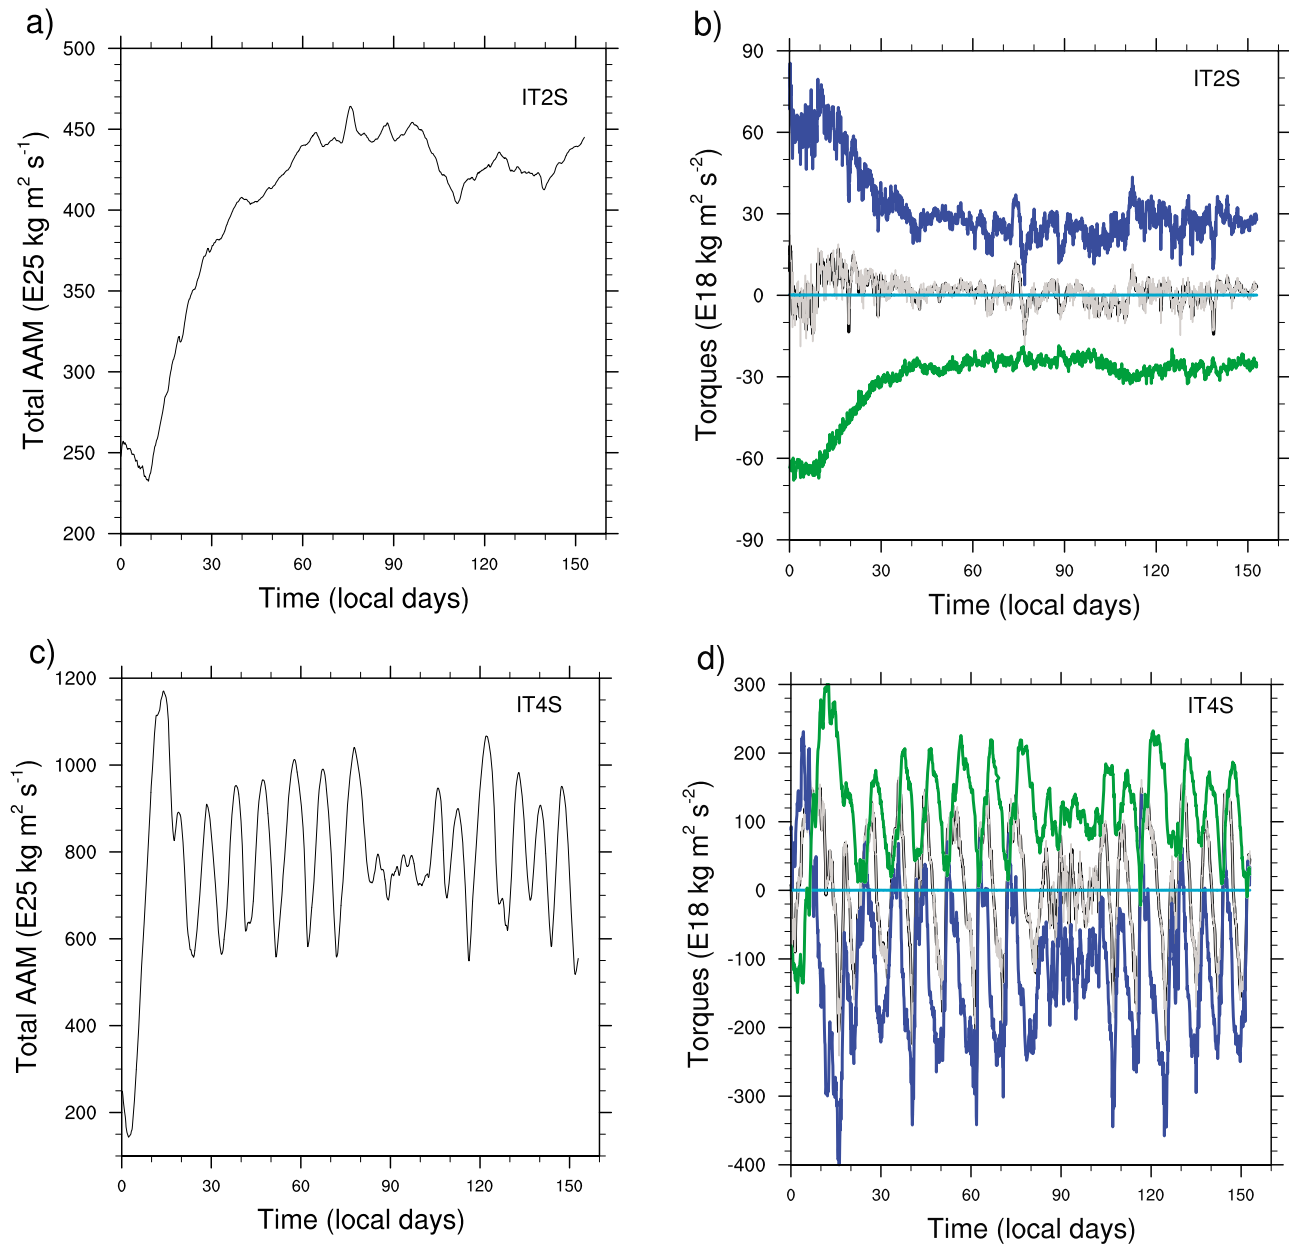 a)
IT2S
500
450
400
350
300
250
200
Total AAM (E25 kg m² s⁻¹)
0 30 60 90 120 150
Time (local days)
b)
IT2S
90
60
30
0
-30
-60
-90
Torques (E18 kg m² s⁻²)
0 30 60 90 120 150
Time (local days)
c)
IT4S
1200
1000
800
600
400
200
Total AAM (E25 kg m² s⁻¹)
0 30 60 90 120 150
Time (local days)
d)
IT4S
300
200
100
0
-100
-200
-300
-400
Torques (E18 kg m² s⁻²)
0 30 60 90 120 150
Time (local days)